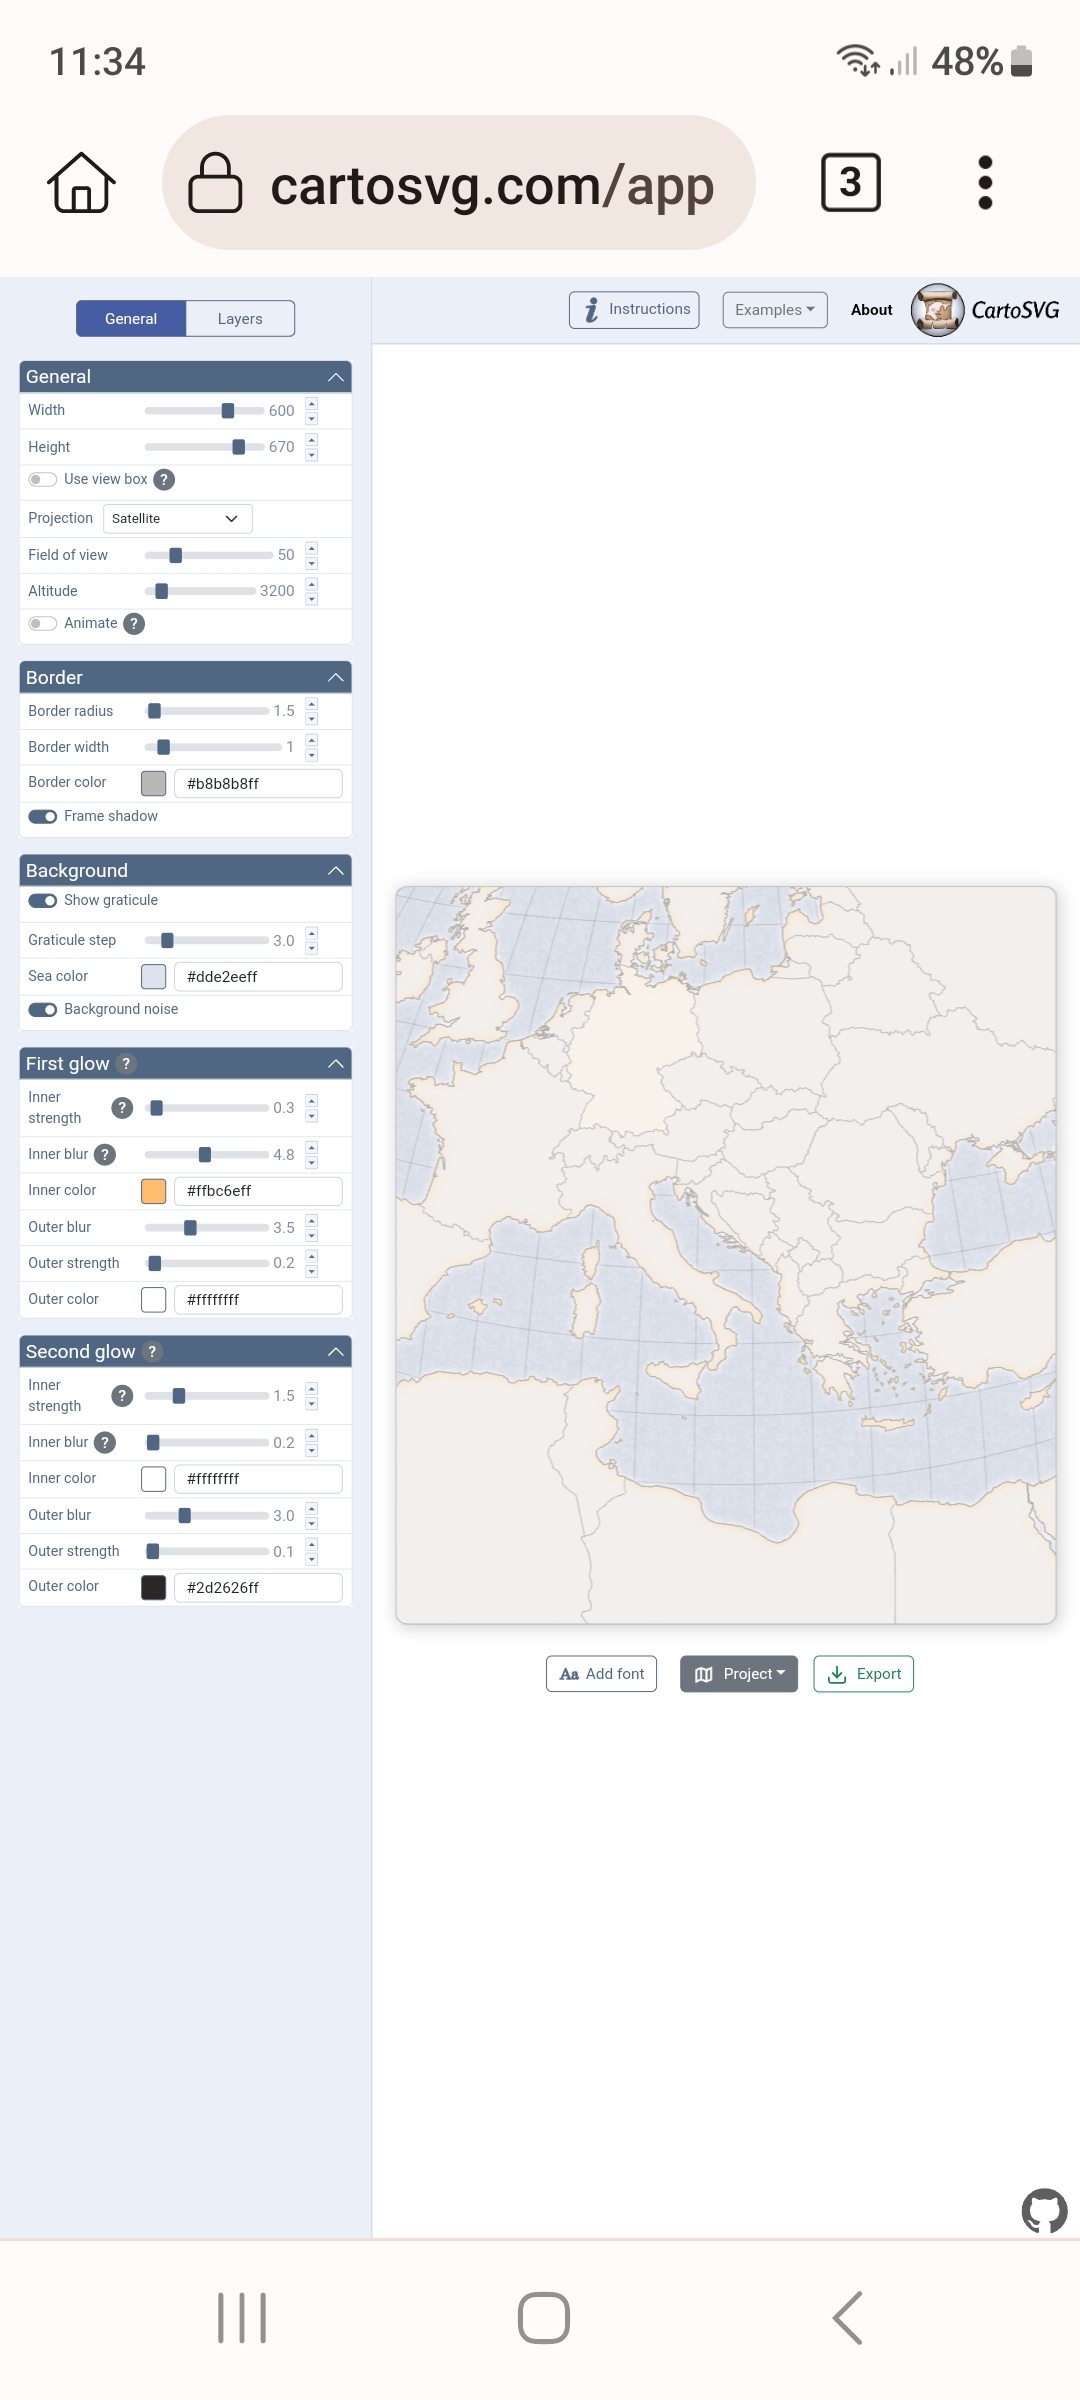 11:34
48%
cartosvg.com/app
3
General
Layers
Instructions
Examples
About
CartoSVG
General
Width 600
Height 670
Use view box ?
Projection Satellite
Field of view 50
Altitude 3200
Animate ?
Border
Border radius 1.5
Border width 1
Border color #b8b8b8ff
Frame shadow
Background
Show graticule
Graticule step 3.0
Sea color #dde2eeff
Background noise
First glow ?
Inner
strength ? 0.3
Inner blur ? 4.8
Inner color #ffbc6eff
Outer blur 3.5
Outer strength 0.2
Outer color #ffffffff
Second glow ?
Inner
strength ? 1.5
Inner blur ? 0.2
Inner color #ffffffff
Outer blur 3.0
Outer strength 0.1
Outer color #2d2626ff
Aa Add font
Project
Export